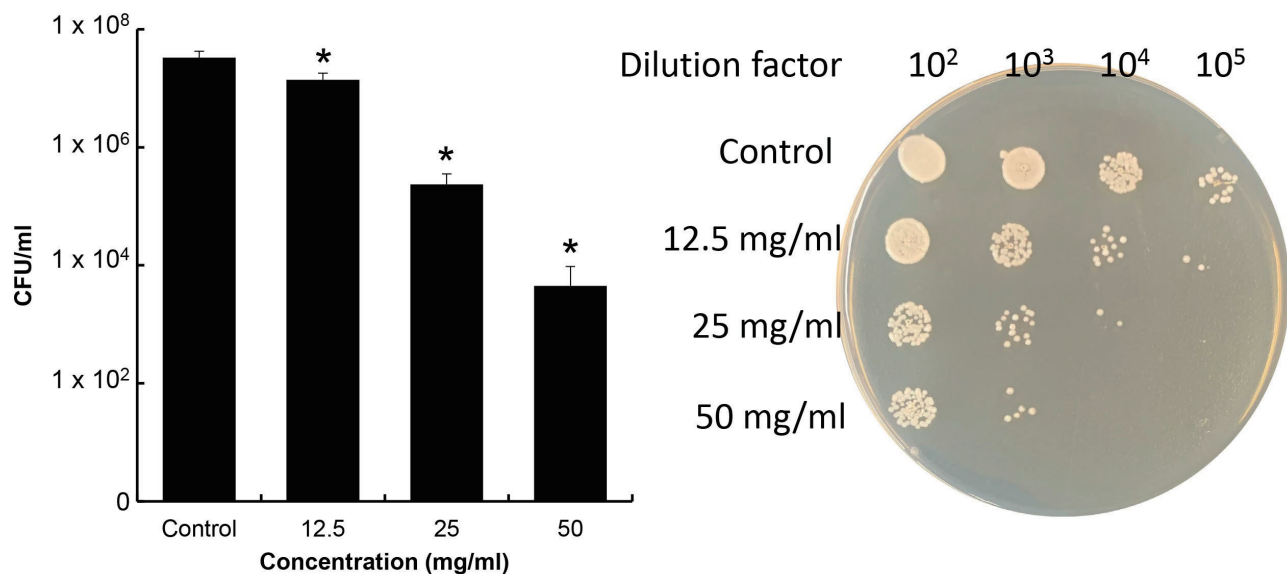 1 x 10⁸
1 x 10⁶
1 x 10⁴
1 x 10²
0
CFU/ml
*
*
*
Control 12.5 25 50
Concentration (mg/ml)
Dilution factor 10² 10³ 10⁴ 10⁵
Control
12.5 mg/ml
25 mg/ml
50 mg/ml